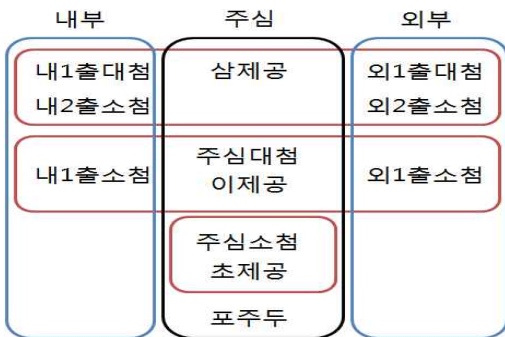 내부 주심 외부
내1출대첨 삼제공 외1출대첨
내2출소첨 외2출소첨
주심대첨
내1출소첨 외1출소첨
이제공
주심소첨
초제공
포주두